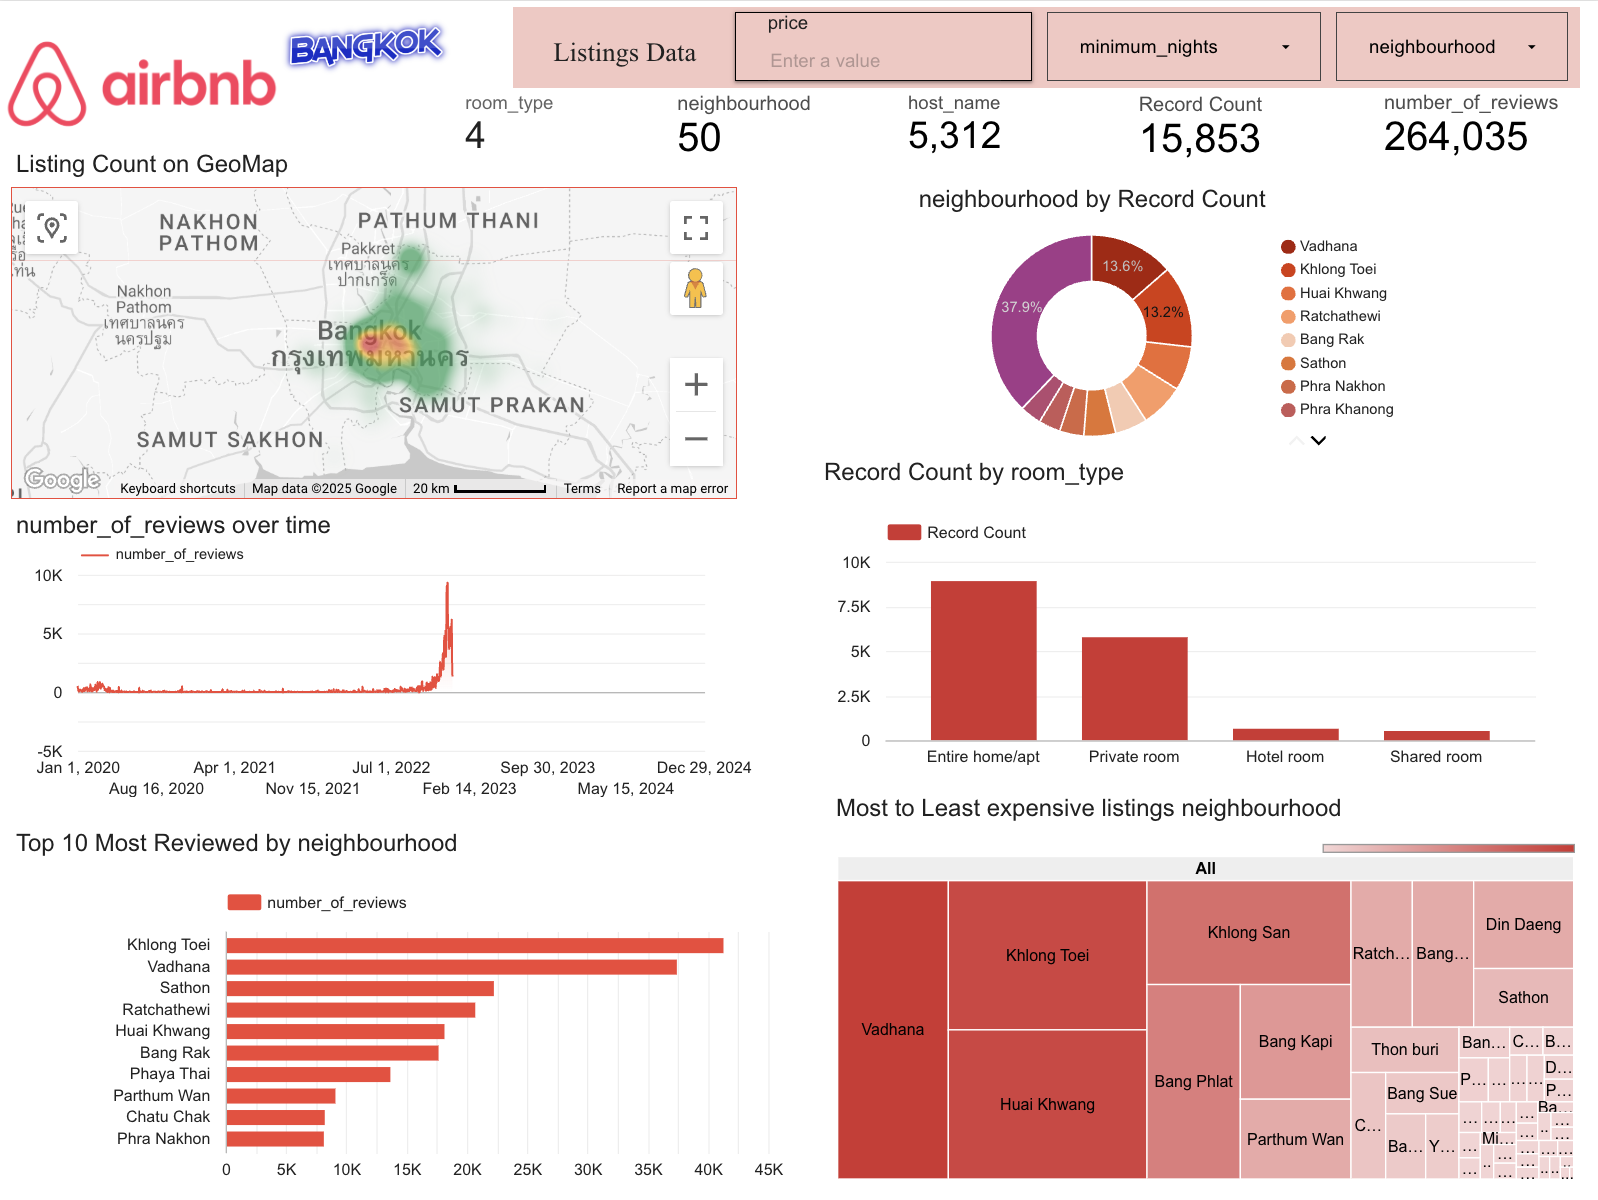 airbnb
BANGKOK
Listings Data
price
Enter a value
minimum_nights
neighbourhood
room_type
4
neighbourhood
50
host_name
5,312
Record Count
15,853
number_of_reviews
264,035
Listing Count on GeoMap
NAKHON
PATHOM
PATHUM THANI
Pakkret
เทศบาลนคร
ปากเกร็ด
Nakhon
Pathom
เทศบาลนคร
นครปฐม
Bangkok
กรุงเทพมหานคร
SAMUT PRAKAN
SAMUT SAKHON
Google
Keyboard shortcuts
Map data ©2025 Google
20 km
Terms
Report a map error
neighbourhood by Record Count
13.6%
13.2%
37.9%
Vadhana
Khlong Toei
Huai Khwang
Ratchathewi
Bang Rak
Sathon
Phra Nakhon
Phra Khanong
number_of_reviews over time
number_of_reviews
10K
5K
0
-5K
Jan 1, 2020
Aug 16, 2020
Apr 1, 2021
Nov 15, 2021
Jul 1, 2022
Feb 14, 2023
Sep 30, 2023
May 15, 2024
Dec 29, 2024
Record Count by room_type
Record Count
10K
7.5K
5K
2.5K
0
Entire home/apt
Private room
Hotel room
Shared room
Top 10 Most Reviewed by neighbourhood
number_of_reviews
Khlong Toei
Vadhana
Sathon
Ratchathewi
Huai Khwang
Bang Rak
Phaya Thai
Parthum Wan
Chatu Chak
Phra Nakhon
0
5K
10K
15K
20K
25K
30K
35K
40K
45K
Most to Least expensive listings neighbourhood
All
Vadhana
Khlong Toei
Huai Khwang
Khlong San
Bang Phlat
Bang Kapi
Parthum Wan
Ratch...
Bang...
Din Daeng
Sathon
Thon buri
Ban...
C...
B...
D...
P...
P...
Bang Sue
Ba...
C...
Ba...
Y...
Mi...